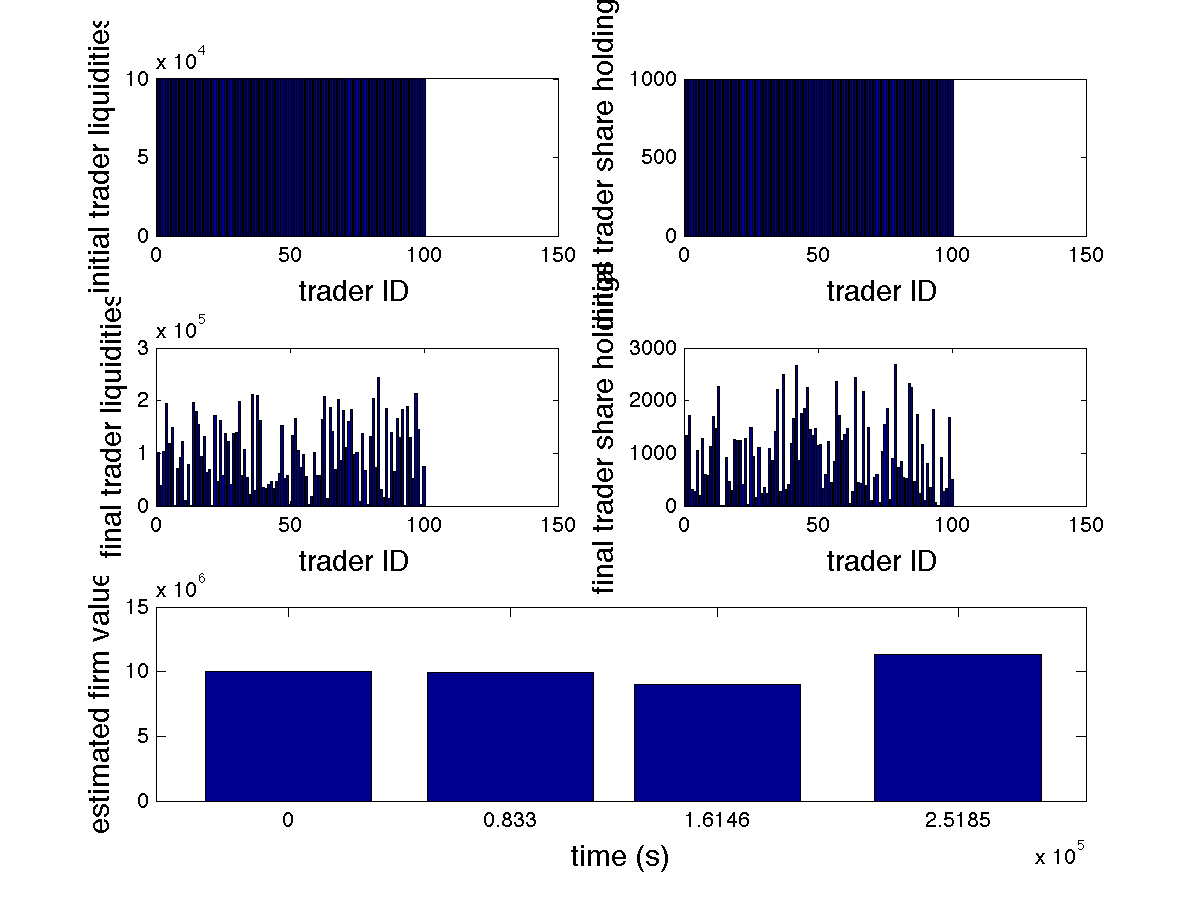 x 10^4
10
5
0
0 50 100 150
initial trader liquidities
trader ID
1000
500
0
0 50 100 150
trader share holding
trader ID
x 10^5
3
2
1
0
0 50 100 150
final trader liquidities
trader ID
3000
2000
1000
0
0 50 100 150
final trader share holdings
trader ID
x 10^6
15
10
5
0
0 0.833 1.6146 2.5185
estimated firm value
x 10^5
time (s)